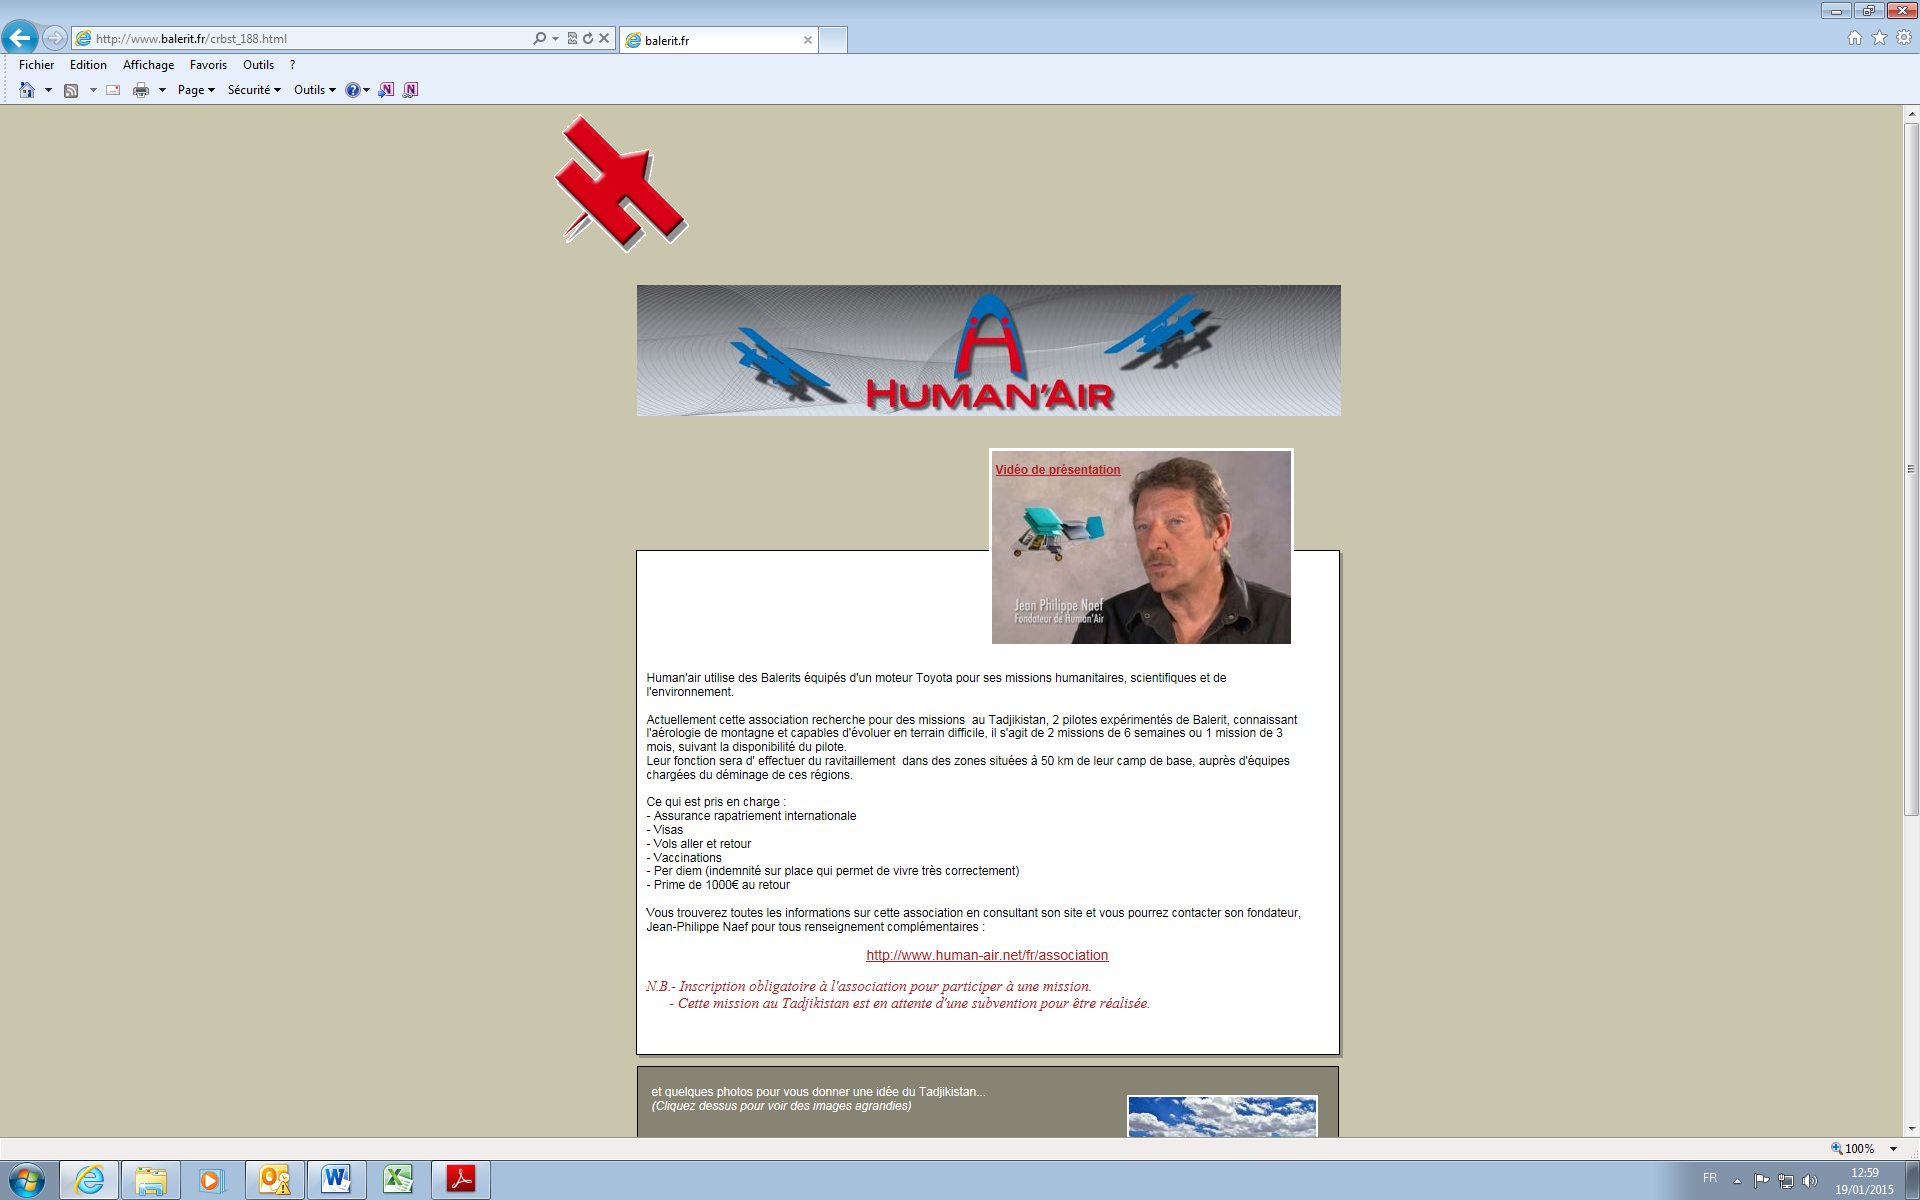 http://www.balerit.fr/crbst_188.html
balerit.fr
Fichier Edition Affichage Favoris Outils ?
Page Sécurité Outils
HUMAN'AIR
Vidéo de présentation
Jean Philippe Naef
Fondateur de Human'Air
Human'air utilise des Balerits équipés d'un moteur Toyota pour ses missions humanitaires, scientifiques et de
l'environnement.
Actuellement cette association recherche pour des missions au Tadjikistan, 2 pilotes expérimentés de Balerit, connaissant
l'aérologie de montagne et capables d'évoluer en terrain difficile, il s'agit de 2 missions de 6 semaines ou 1 mission de 3
mois, suivant la disponibilité du pilote.
Leur fonction sera d' effectuer du ravitaillement dans des zones situées à 50 km de leur camp de base, auprès d'équipes
chargées du déminage de ces régions.
Ce qui est pris en charge :
- Assurance rapatriement internationale
- Visas
- Vols aller et retour
- Vaccinations
- Per diem (indemnité sur place qui permet de vivre très correctement)
- Prime de 1000€ au retour
Vous trouverez toutes les informations sur cette association en consultant son site et vous pourrez contacter son fondateur,
Jean-Philippe Naef pour tous renseignement complémentaires :
http://www.human-air.net/fr/association
N.B.- Inscription obligatoire à l'association pour participer à une mission.
- Cette mission au Tadjikistan est en attente d'une subvention pour être réalisée.
et quelques photos pour vous donner une idée du Tadjikistan...
(Cliquez dessus pour voir des images agrandies)
100%
FR
12:59
19/01/2015